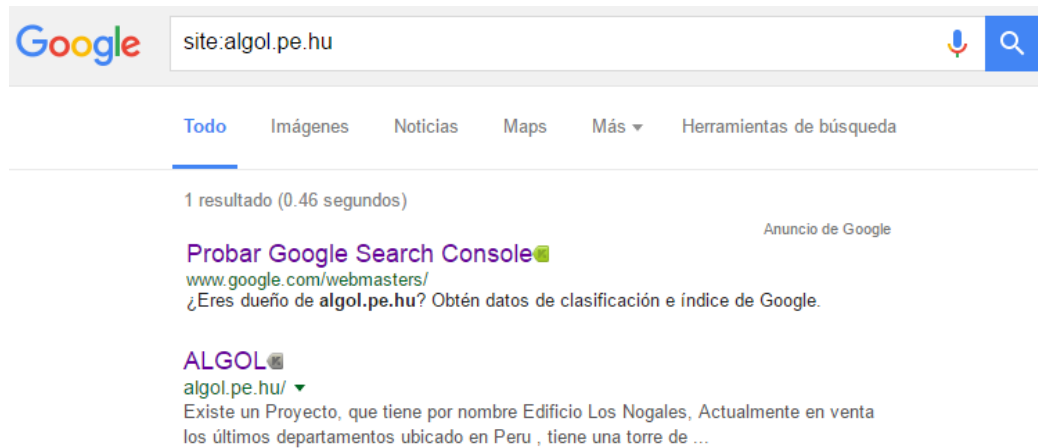 Google site:algol.pe.hu
Todo Imágenes Noticias Maps Más Herramientas de búsqueda
1 resultado (0.46 segundos)
Anuncio de Google
Probar Google Search Console
www.google.com/webmasters/
¿Eres dueño de algol.pe.hu? Obtén datos de clasificación e índice de Google.
ALGOL
algol.pe.hu/
Existe un Proyecto, que tiene por nombre Edificio Los Nogales, Actualmente en venta
los últimos departamentos ubicado en Peru , tiene una torre de ...